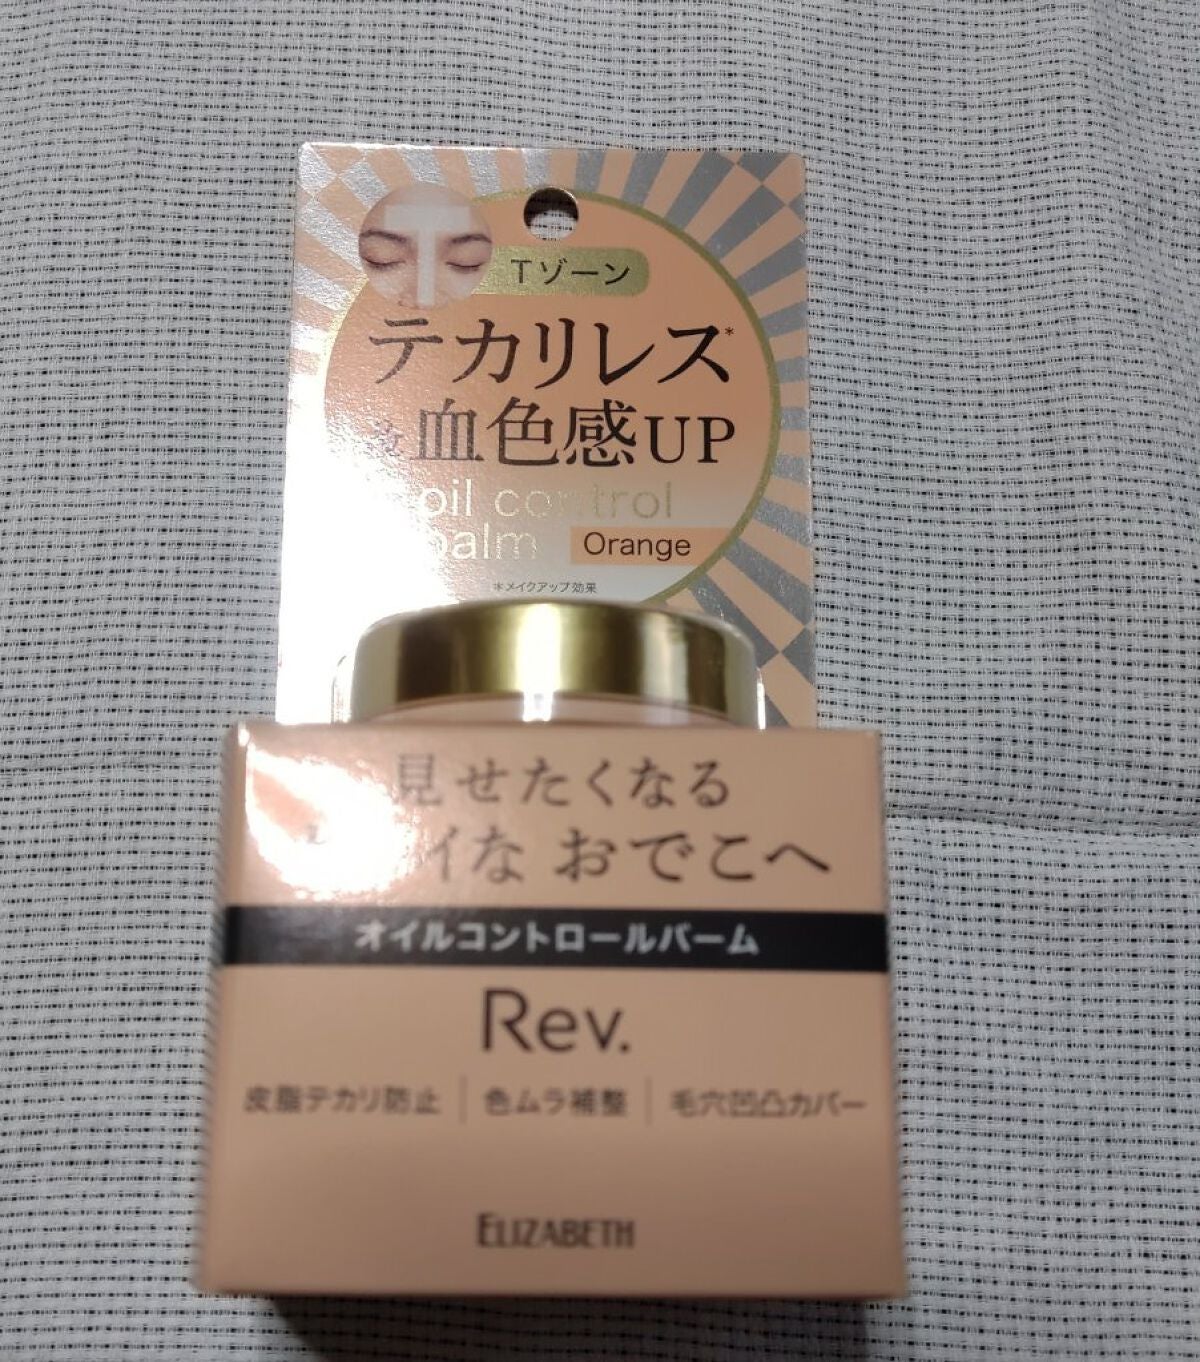 Tゾーン
テカリレス*
血色感UP
oil control
balm Orange
*メイクアップ効果
見せたくなる
イな おでこへ
オイルコントロールバーム
Rev.
皮脂テカリ防止 | 色ムラ補整 | 毛穴凹凸カバー
ELIZABETH